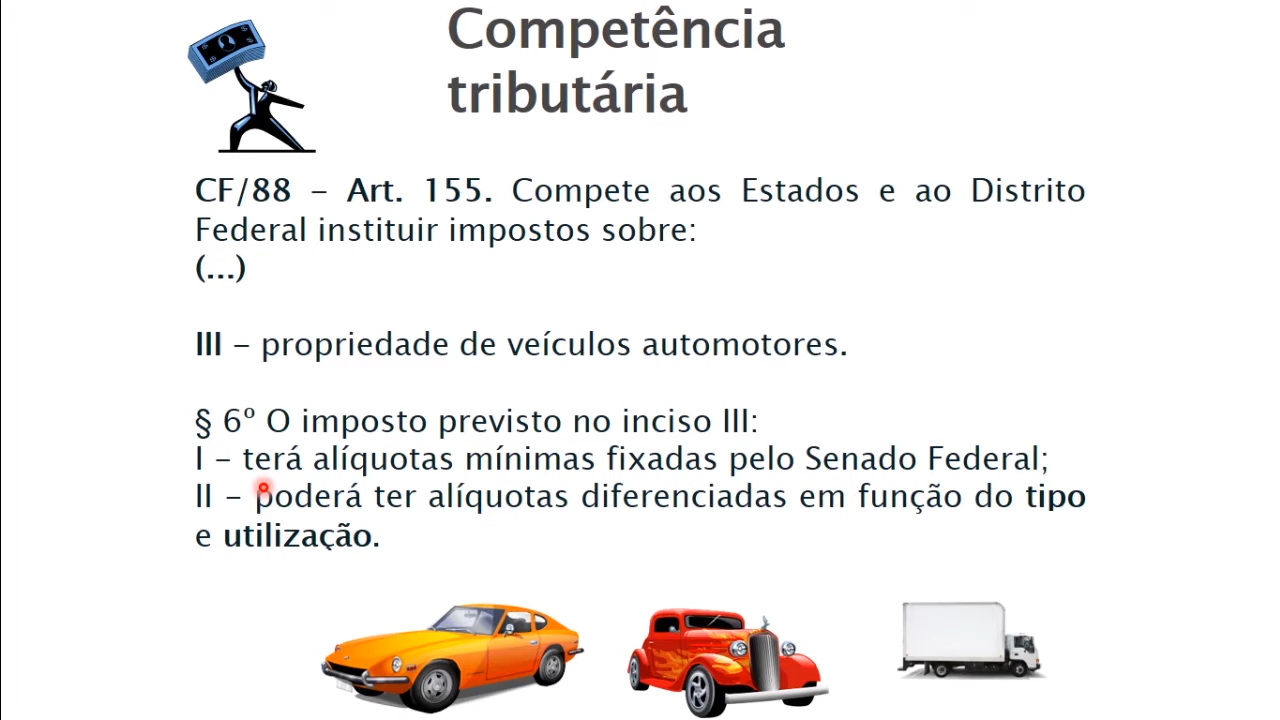 Competência
tributária
CF/88 – Art. 155. Compete aos Estados e ao Distrito
Federal instituir impostos sobre:
(...)
III – propriedade de veículos automotores.
§ 6º O imposto previsto no inciso III:
I – terá alíquotas mínimas fixadas pelo Senado Federal;
II – poderá ter alíquotas diferenciadas em função do tipo
e utilização.